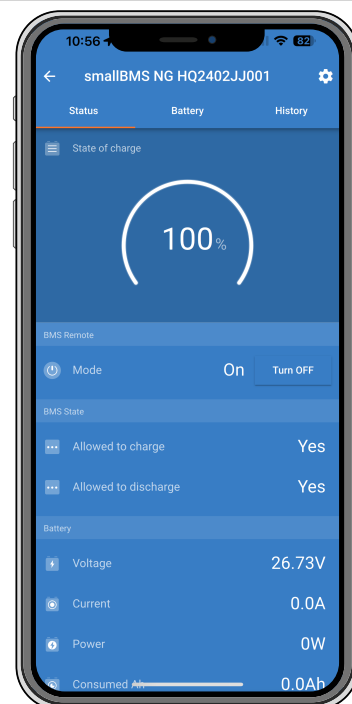 10:56
82
smallBMS NG HQ2402JJ001
Status Battery History
State of charge
100%
BMS Remote
Mode On Turn OFF
BMS State
Allowed to charge Yes
Allowed to discharge Yes
Battery
Voltage 26.73V
Current 0.0A
Power 0W
Consumed Ah 0.0Ah